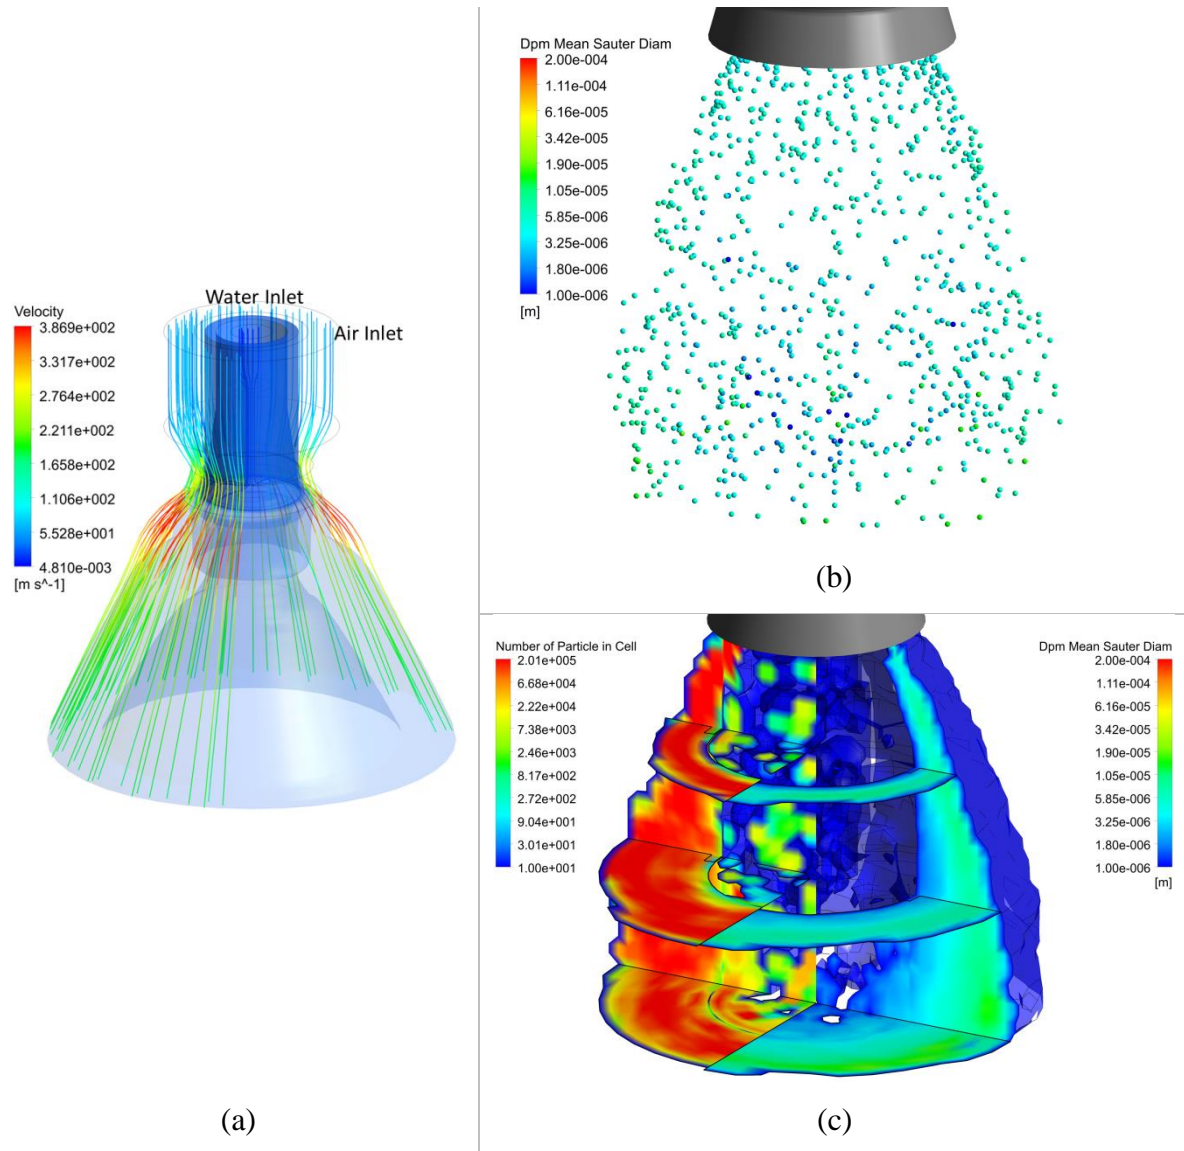 Velocity
3.869e+002
3.317e+002
2.764e+002
2.211e+002
1.658e+002
1.106e+002
5.528e+001
4.810e-003
[m s^-1]
Water Inlet
Air Inlet
(a)
Dpm Mean Sauter Diam
2.00e-004
1.11e-004
6.16e-005
3.42e-005
1.90e-005
1.05e-005
5.85e-006
3.25e-006
1.80e-006
1.00e-006
[m]
(b)
Number of Particle in Cell
2.01e+005
6.68e+004
2.22e+004
7.38e+003
2.46e+003
8.17e+002
2.72e+002
9.04e+001
3.01e+001
1.00e+001
Dpm Mean Sauter Diam
2.00e-004
1.11e-004
6.16e-005
3.42e-005
1.90e-005
1.05e-005
5.85e-006
3.25e-006
1.80e-006
1.00e-006
[m]
(c)